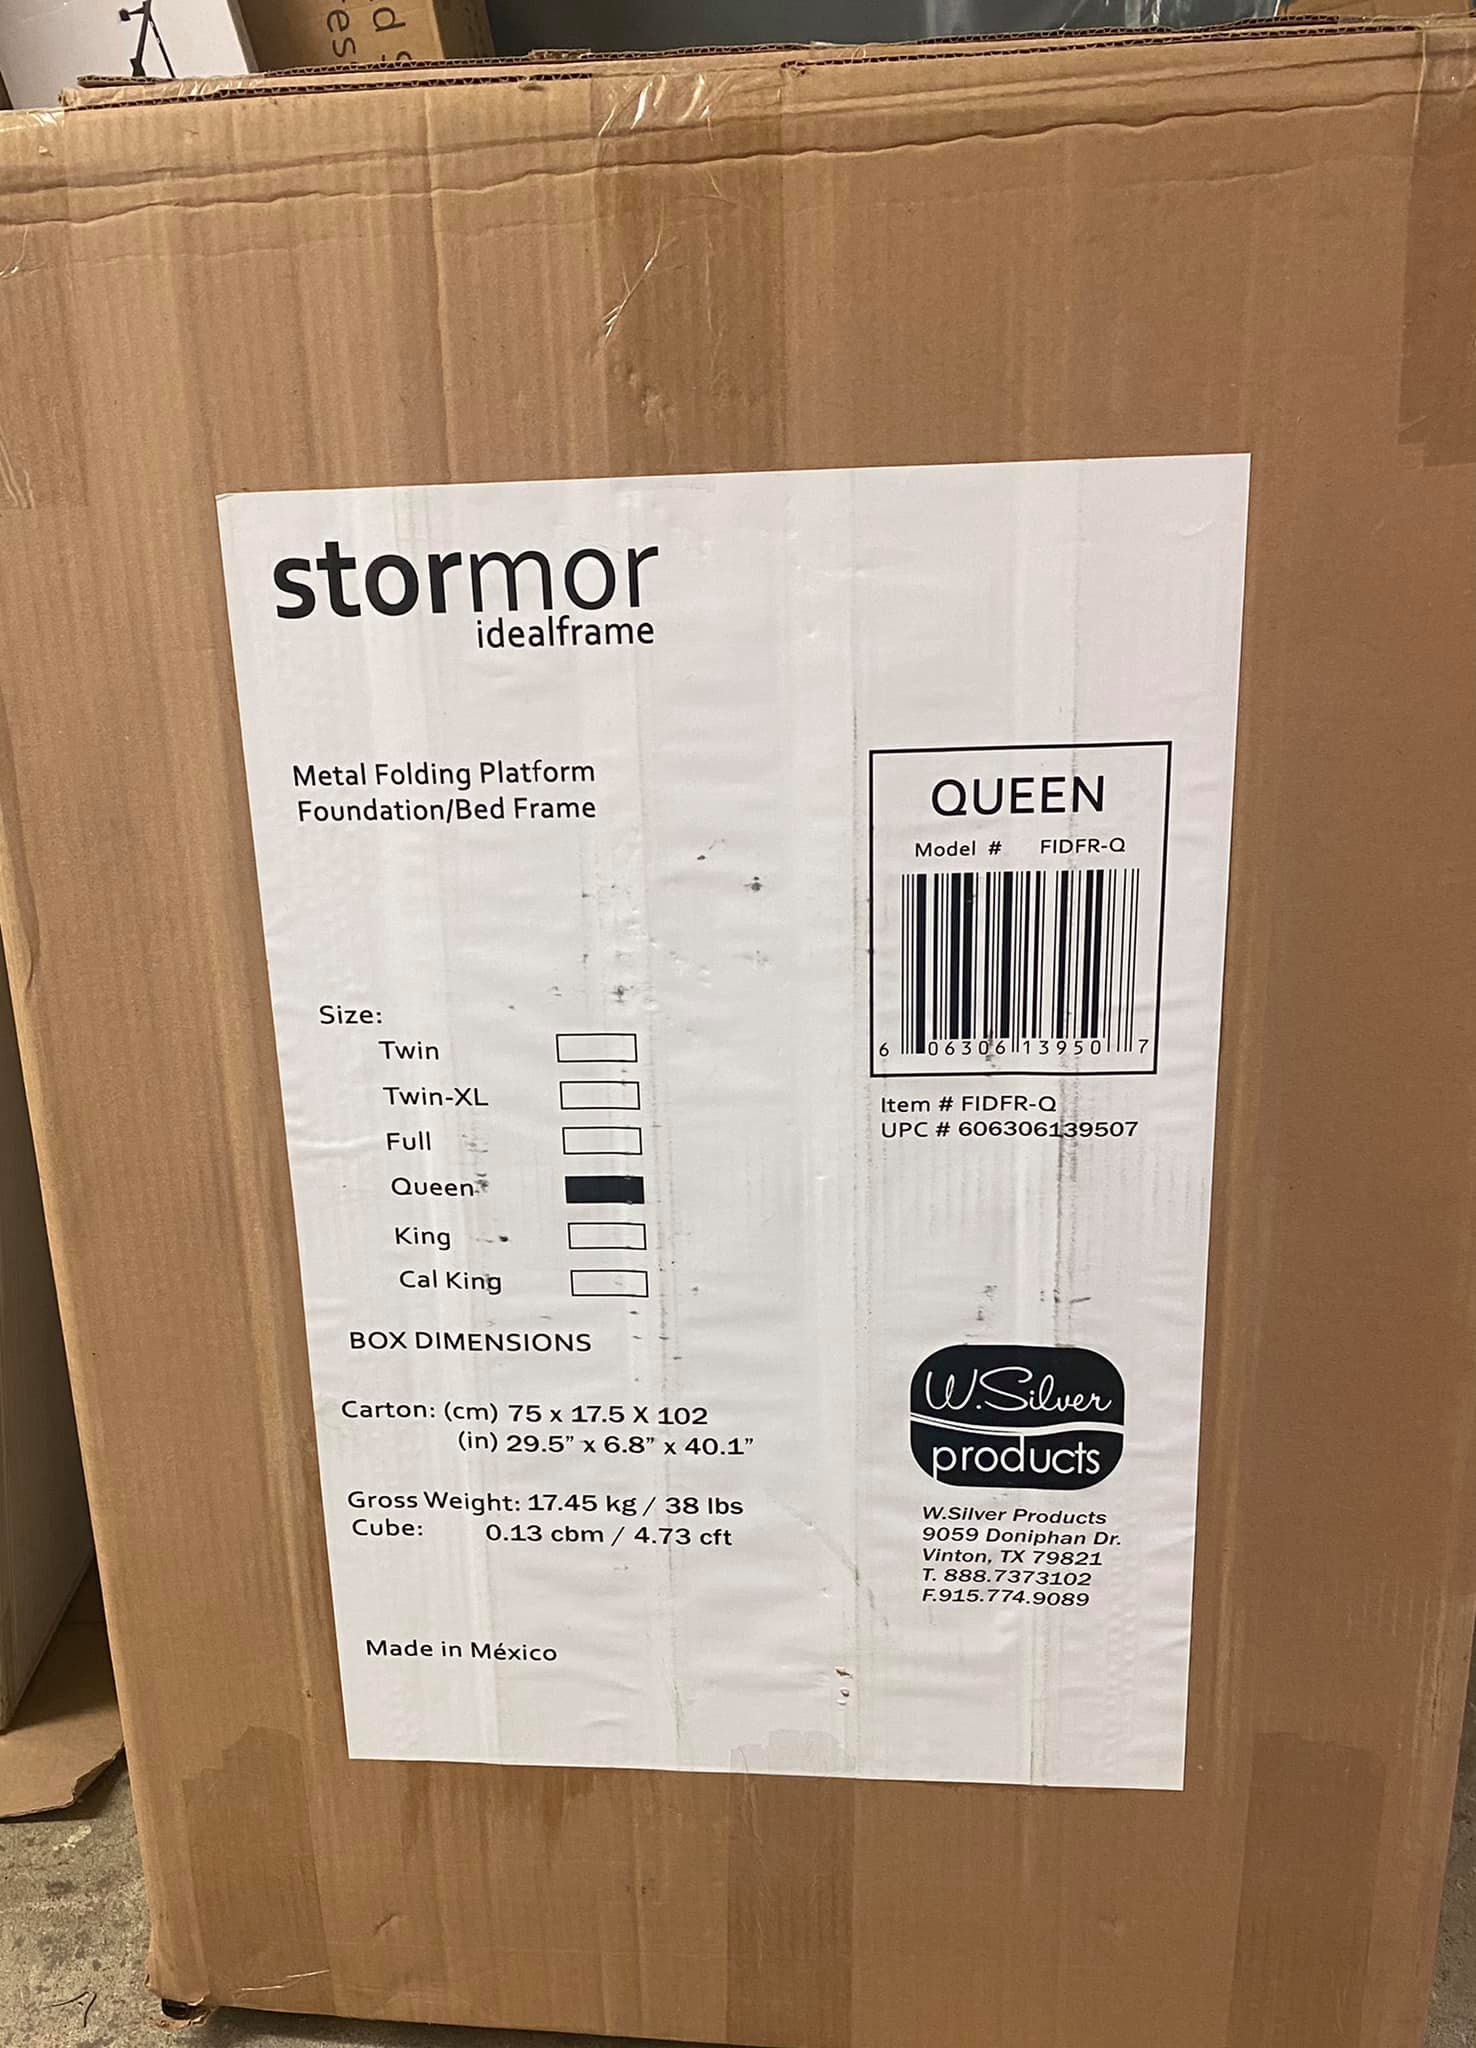 d S
es
stormor
idealframe
Metal Folding Platform
Foundation/Bed Frame
QUEEN
Model # FIDFR-Q
6 06306 13950 7
Item # FIDFR-Q
UPC # 606306139507
Size:
Twin
Twin-XL
Full
Queen
King
Cal King
BOX DIMENSIONS
Carton: (cm) 75 x 17.5 X 102
(in) 29.5” x 6.8” x 40.1”
Gross Weight: 17.45 kg / 38 lbs
Cube: 0.13 cbm / 4.73 cft
Made in México
W.Silver
products
W.Silver Products
9059 Doniphan Dr.
Vinton, TX 79821
T. 888.7373102
F.915.774.9089